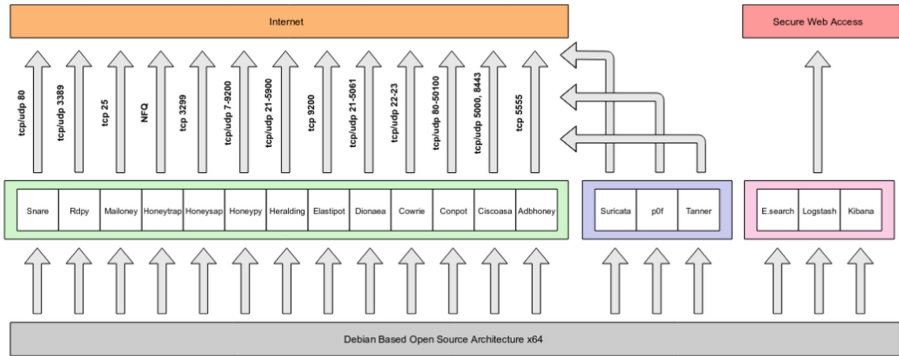 Internet
Secure Web Access
tcp/udp 80
tcp/udp 3389
tcp 25
NFQ
tcp 3299
tcp/udp 7-9200
tcp/udp 21-5900
tcp 9200
tcp/udp 21-5061
tcp/udp 22-23
tcp/udp 80-50100
tcp/udp 5000, 8443
tcp 5555
Snare
Rdpy
Mailoney
Honeytrap
Honeysap
Honeypy
Heralding
Elastipot
Dionaea
Cowrie
Conpot
Ciscoasa
Adbhoney
Suricata
p0f
Tanner
E.search
Logstash
Kibana
Debian Based Open Source Architecture x64